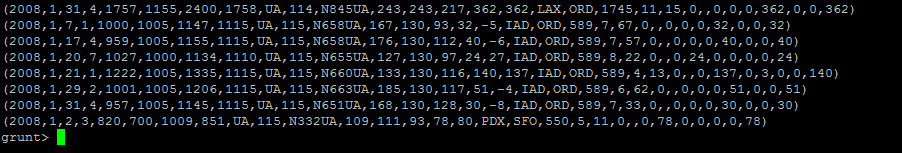 (2008,1,31,4,1757,1155,2400,1758,UA,114,N845UA,243,243,217,362,362,LAX,ORD,1745,11,15,0,,0,0,0,0,362,0,0,362)
(2008,1,7,1,1000,1005,1147,1115,UA,115,N658UA,167,130,93,32,-5,IAD,ORD,589,7,67,0,,0,0,0,0,32,0,0,32)
(2008,1,17,4,959,1005,1155,1115,UA,115,N658UA,176,130,112,40,-6,IAD,ORD,589,7,57,0,,0,0,0,0,40,0,0,40)
(2008,1,20,7,1027,1000,1134,1110,UA,115,N655UA,127,130,97,24,27,IAD,ORD,589,8,22,0,,0,24,0,0,0,0,0,24)
(2008,1,21,1,1222,1005,1335,1115,UA,115,N660UA,133,130,116,140,137,IAD,ORD,589,4,13,0,,0,137,0,3,0,0,0,140)
(2008,1,29,2,1001,1005,1206,1115,UA,115,N663UA,185,130,117,51,-4,IAD,ORD,589,6,62,0,,0,0,0,0,51,0,0,51)
(2008,1,31,4,957,1005,1145,1115,UA,115,N651UA,168,130,128,30,-8,IAD,ORD,589,7,33,0,,0,0,0,0,30,0,0,30)
(2008,1,2,3,820,700,1009,851,UA,115,N332UA,109,111,93,78,80,PDX,SFO,550,5,11,0,,0,78,0,0,0,0,0,78)
grunt>